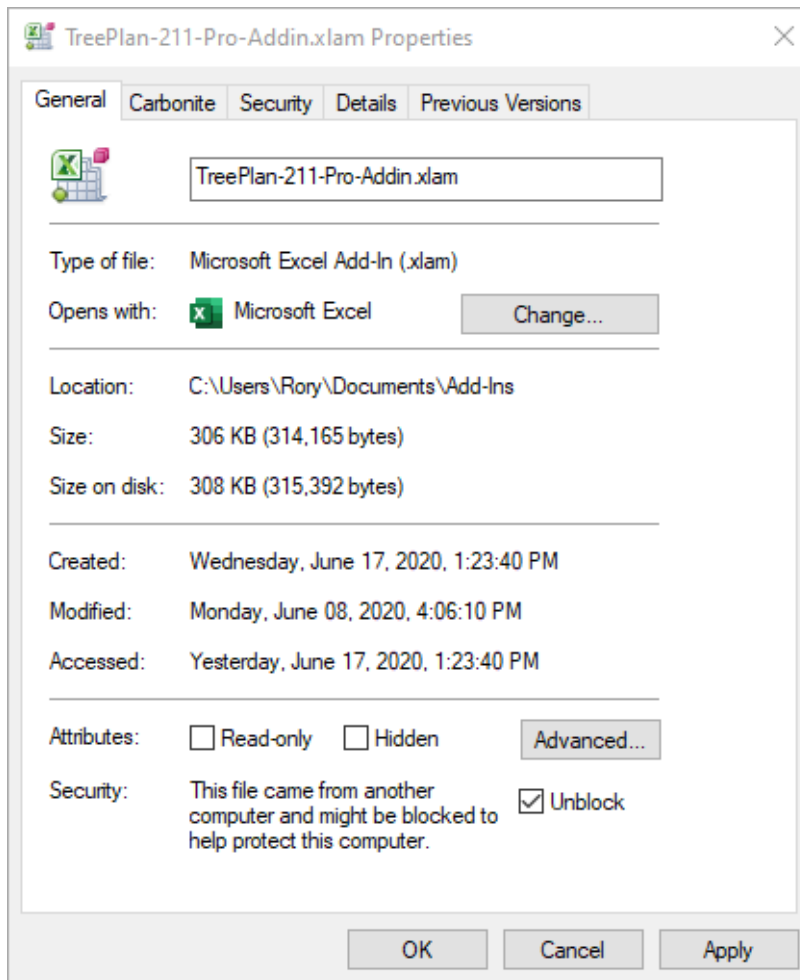 TreePlan-211-Pro-Addin.xlam Properties
General Carbonite Security Details Previous Versions
TreePlan-211-Pro-Addin.xlam
Type of file: Microsoft Excel Add-In (.xlam)
Opens with: Microsoft Excel Change...
Location: C:\Users\Rory\Documents\Add-Ins
Size: 306 KB (314,165 bytes)
Size on disk: 308 KB (315,392 bytes)
Created: Wednesday, June 17, 2020, 1:23:40 PM
Modified: Monday, June 08, 2020, 4:06:10 PM
Accessed: Yesterday, June 17, 2020, 1:23:40 PM
Attributes: Read-only Hidden Advanced...
Security: This file came from another
computer and might be blocked to
help protect this computer.
Unblock
OK Cancel Apply